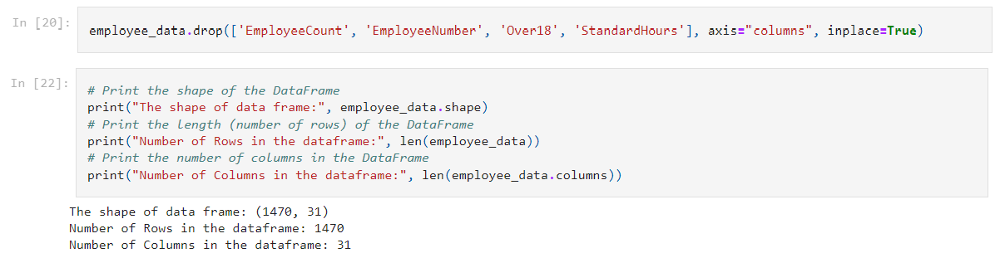 In [20]:
employee_data.drop(['EmployeeCount', 'EmployeeNumber', 'Over18', 'StandardHours'], axis="columns", inplace=True)
In [22]:
# Print the shape of the DataFrame
print("The shape of data frame:", employee_data.shape)
# Print the length (number of rows) of the DataFrame
print("Number of Rows in the dataframe:", len(employee_data))
# Print the number of columns in the DataFrame
print("Number of Columns in the dataframe:", len(employee_data.columns))
The shape of data frame: (1470, 31)
Number of Rows in the dataframe: 1470
Number of Columns in the dataframe: 31